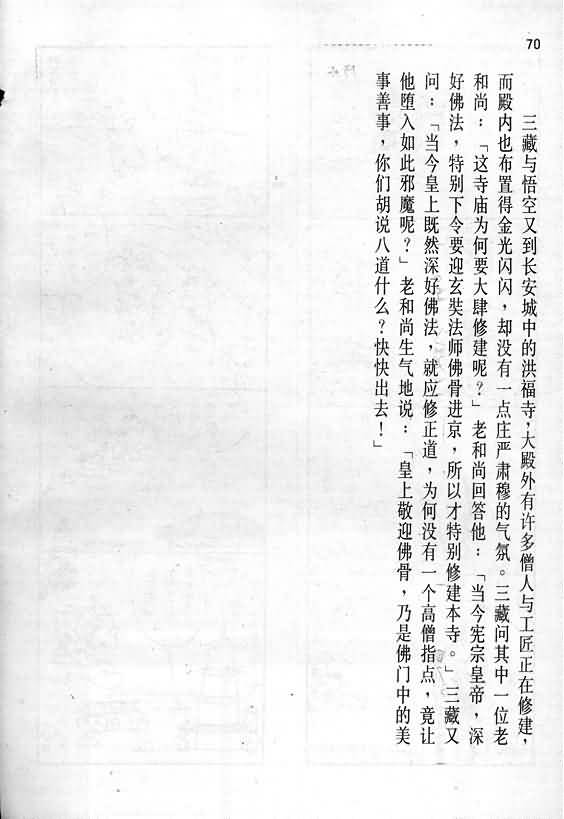 70
三藏与悟空又到长安城中的洪福寺，大殿外有许多僧人与工匠正在修建，
而殿内也布置得金光闪闪，却没有一点庄严肃穆的气氛。三藏问其中一位老
和尚：「这寺庙为何要大肆修建呢？」老和尚回答他：「当今宪宗皇帝，深
好佛法，特别下令要迎玄奘法师佛骨进京，所以才特别修建本寺。」三藏又
问：「当今皇上既然深好佛法，就应修正道，为何没有一个高僧指点，竟让
他堕入如此邪魔呢？」老和尚生气地说：「皇上敬迎佛骨，乃是佛门中的美
事善事，你们胡说八道什么？快快出去！」